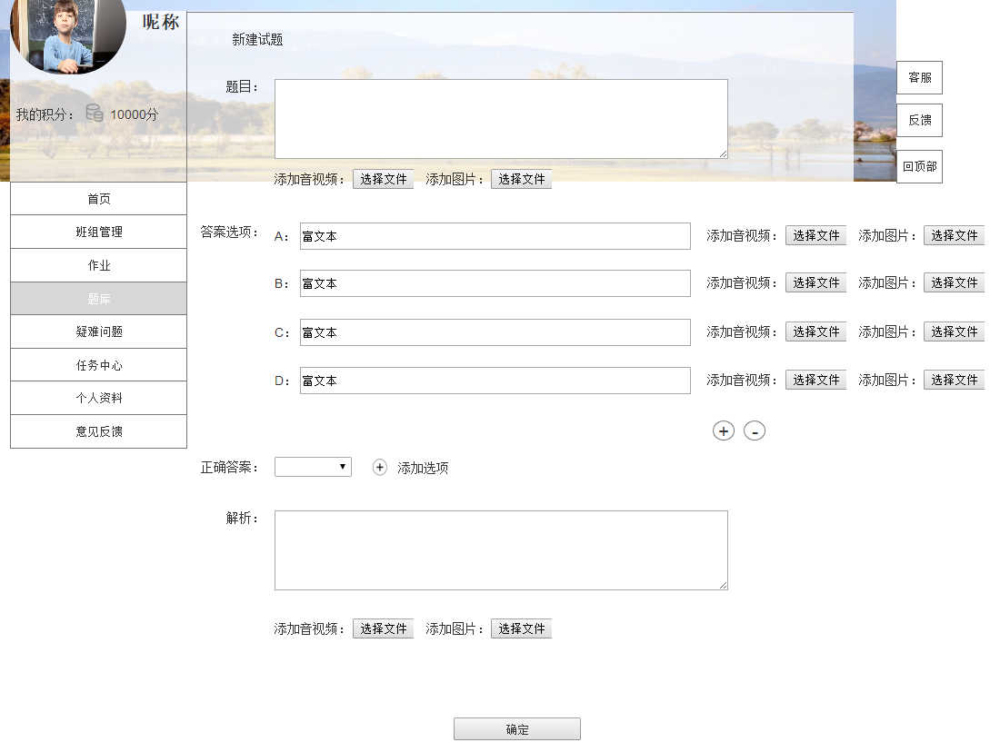 昵称
我的积分： 10000分
首页
班组管理
作业
题库
疑难问题
任务中心
个人资料
意见反馈
新建试题
题目：
添加音视频： 选择文件 添加图片： 选择文件
答案选项： A： 富文本 添加音视频： 选择文件 添加图片： 选择文件
B： 富文本 添加音视频： 选择文件 添加图片： 选择文件
C： 富文本 添加音视频： 选择文件 添加图片： 选择文件
D： 富文本 添加音视频： 选择文件 添加图片： 选择文件
+ -
正确答案： + 添加选项
解析：
添加音视频： 选择文件 添加图片： 选择文件
确定
客服
反馈
回顶部